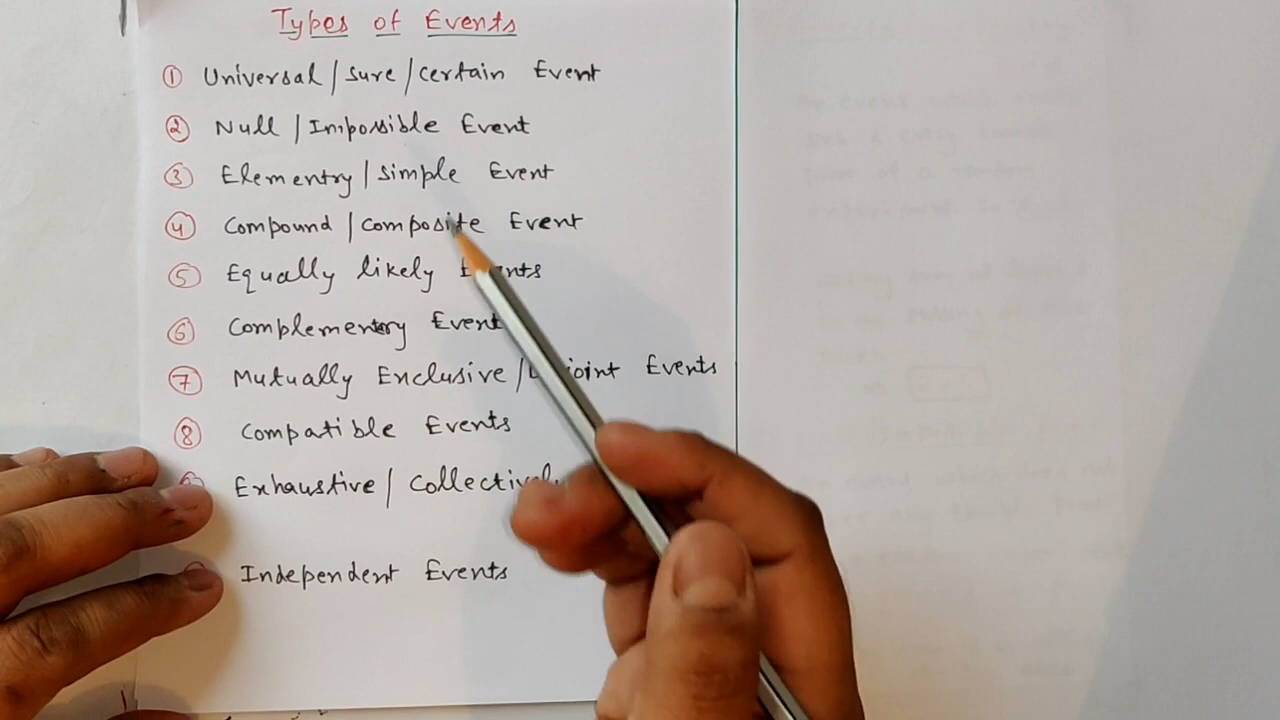 Types of Events
① Universal / sure / certain Event
② Null / Impossible Event
③ Elementry / simple Event
④ Compound / composite Event
⑤ Equally likely
⑥ Complementry Event
⑦ Mutually Exclusive / Events
⑧ Compatible Events
Exhaustive /
Independent Events